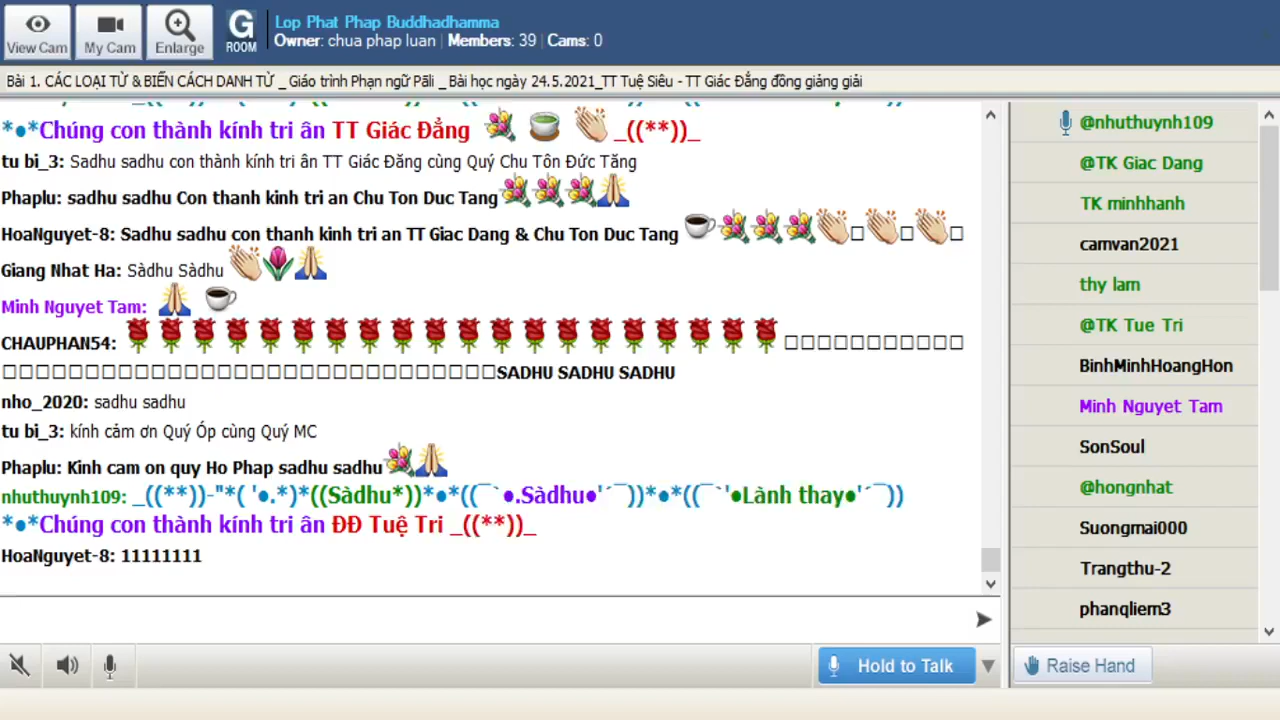 View Cam
My Cam
Enlarge
G
ROOM
Lop Phat Phap Buddhadhamma
Owner: chua phap luan | Members: 39 | Cams: 0
Bài 1. CÁC LOẠI TỪ & BIẾN CÁCH DANH TỪ _ Giáo trình Phạn ngữ Pāli _ Bài học ngày 24.5.2021_TT Tuệ Siêu - TT Giác Đẳng đồng giảng giải
*●*Chúng con thành kính tri ân TT Giác Đẳng _((**))_
tu bi_3: Sadhu sadhu con thành kính tri ân TT Giác Đăng cùng Quý Chu Tôn Đức Tăng
Phaplu: sadhu sadhu Con thanh kinh tri an Chu Ton Duc Tang
HoaNguyet-8: Sadhu sadhu con thanh kinh tri an TT Giac Dang & Chu Ton Duc Tang
Giang Nhat Ha: Sàdhu Sàdhu
Minh Nguyet Tam:
CHAUPHAN54:
SADHU SADHU SADHU
nho_2020: sadhu sadhu
tu bi_3: kính cảm ơn Quý Óp cùng Quý MC
Phaplu: Kinh cam on quy Ho Phap sadhu sadhu
nhuthuynh109: _((**))-"*( '●.*)*((Sàdhu*))*●*((¯`●.Sàdhu●'´¯))*●*((¯`'●Lành thay●'´¯))
*●*Chúng con thành kính tri ân ĐĐ Tuệ Tri _((**))_
HoaNguyet-8: 11111111
Hold to Talk
@nhuthuynh109
@TK Giac Dang
TK minhhanh
camvan2021
thy lam
@TK Tue Tri
BinhMinhHoangHon
Minh Nguyet Tam
SonSoul
@hongnhat
Suongmai000
Trangthu-2
phanqliem3
Raise Hand